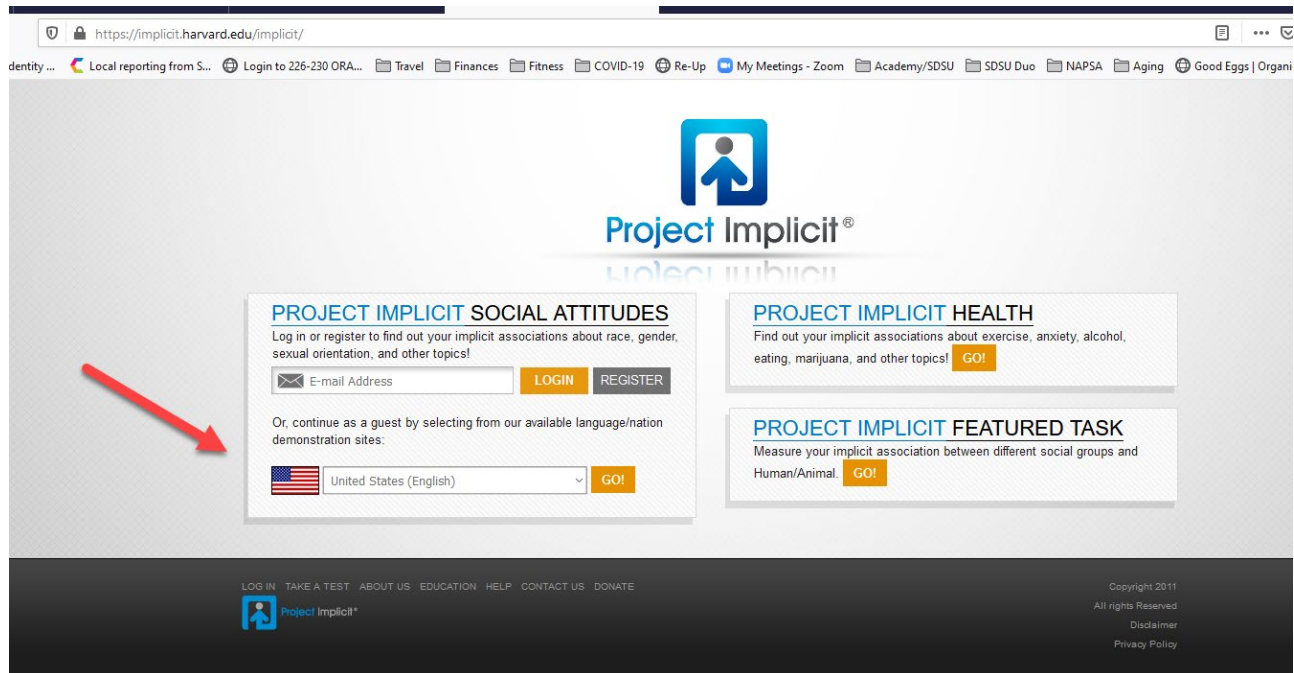 https://implicit.harvard.edu/implicit/
dentity ... Local reporting from S... Login to 226-230 ORA... Travel Finances Fitness COVID-19 Re-Up My Meetings - Zoom Academy/SDSU SDSU Duo NAPSA Aging Good Eggs | Organi
Project Implicit®
PROJECT IMPLICIT SOCIAL ATTITUDES
Log in or register to find out your implicit associations about race, gender,
sexual orientation, and other topics!
E-mail Address LOGIN REGISTER
Or, continue as a guest by selecting from our available language/nation
demonstration sites:
United States (English) GO!
PROJECT IMPLICIT HEALTH
Find out your implicit associations about exercise, anxiety, alcohol,
eating, marijuana, and other topics! GO!
PROJECT IMPLICIT FEATURED TASK
Measure your implicit association between different social groups and
Human/Animal. GO!
LOG IN TAKE A TEST ABOUT US EDUCATION HELP CONTACT US DONATE
Project Implicit®
Copyright 2011
All rights Reserved
Disclaimer
Privacy Policy